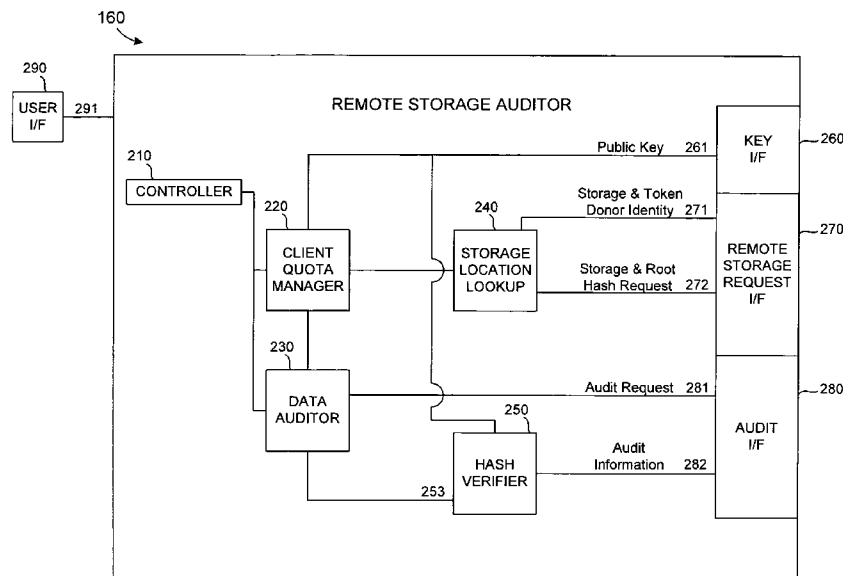 160
290
USER
I/F
291
REMOTE STORAGE AUDITOR
210
CONTROLLER
220
CLIENT
QUOTA
MANAGER
230
DATA
AUDITOR
240
STORAGE
LOCATION
LOOKUP
250
HASH
VERIFIER
253
Public Key 261
Storage & Token
Donor Identity 271
Storage & Root
Hash Request 272
Audit Request 281
Audit
Information 282
KEY
I/F
260
REMOTE
STORAGE
REQUEST
I/F
270
AUDIT
I/F
280